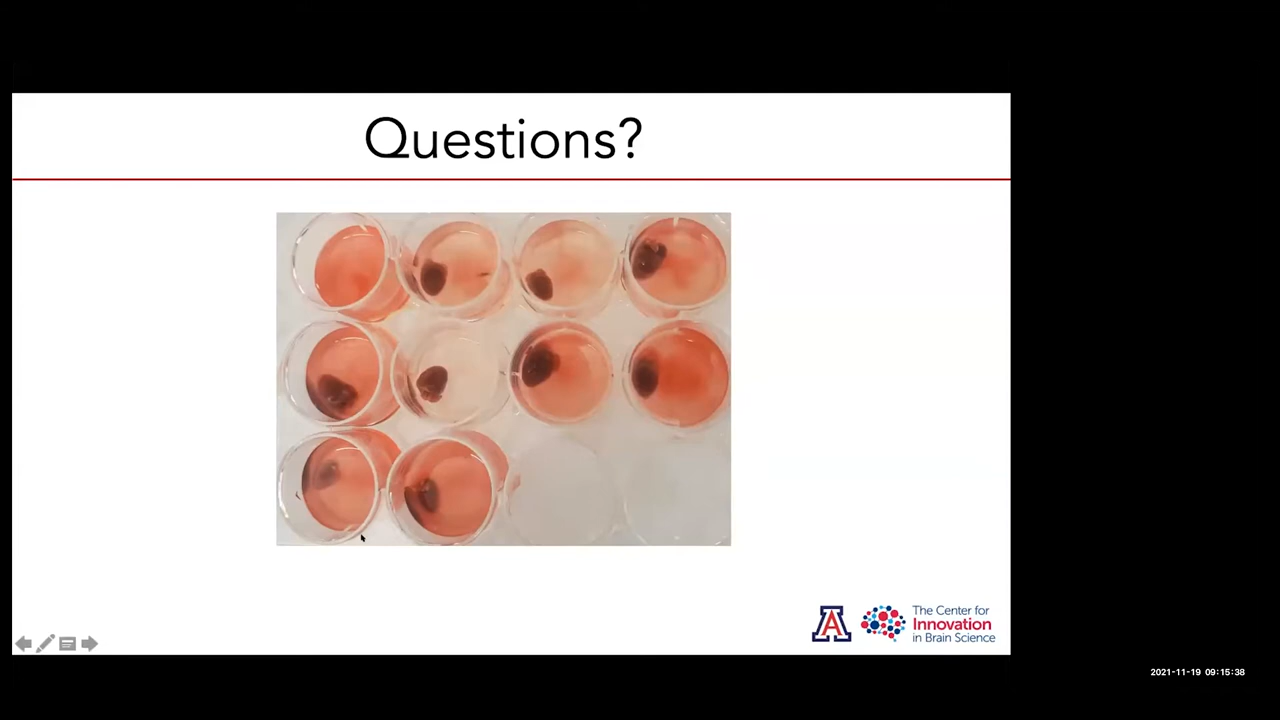 Questions?
A
The Center for
Innovation
in Brain Science
2021-11-19 09:15:38